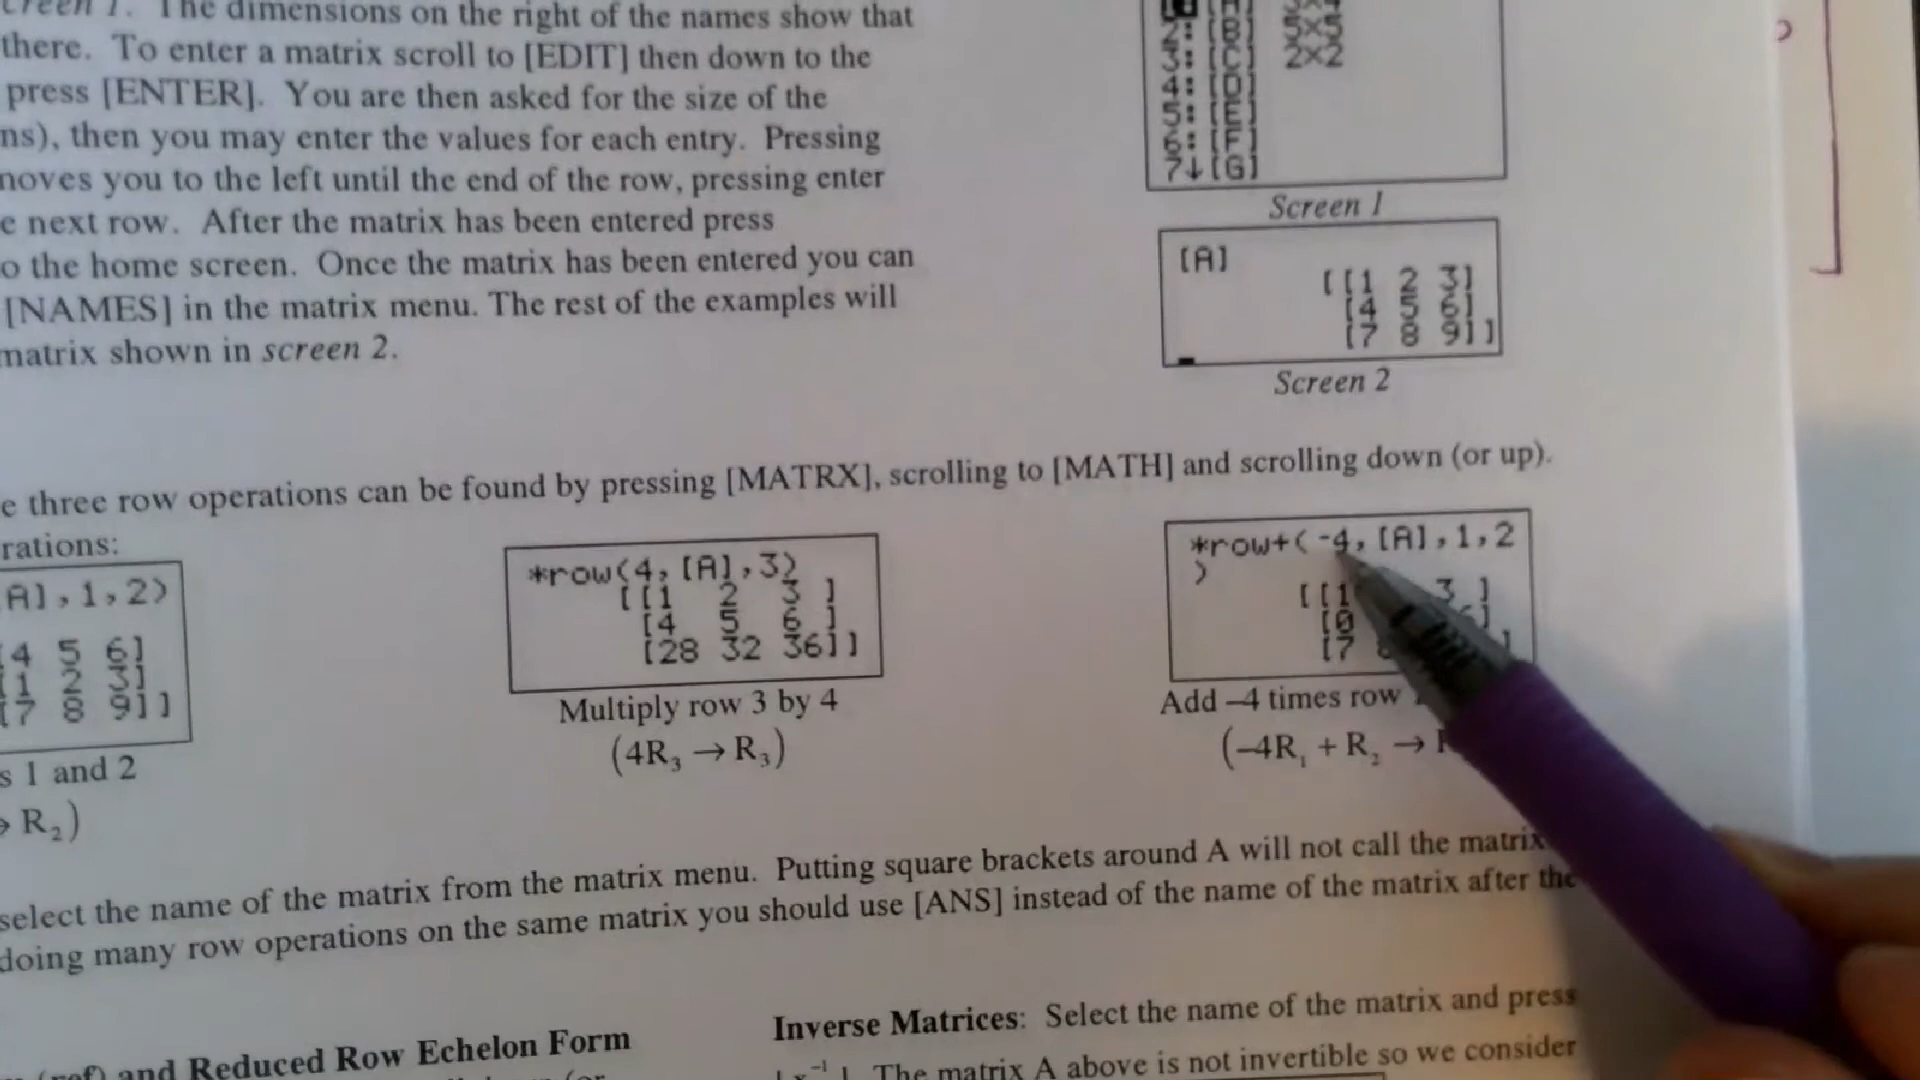 creen 1. The dimensions on the right of the names show that
there. To enter a matrix scroll to [EDIT] then down to the
press [ENTER]. You are then asked for the size of the
ns), then you may enter the values for each entry. Pressing
noves you to the left until the end of the row, pressing enter
e next row. After the matrix has been entered press
o the home screen. Once the matrix has been entered you can
[NAMES] in the matrix menu. The rest of the examples will
matrix shown in screen 2.
2: [B] 5×5
3: [C] 2×2
4: [D]
5: [E]
6: [F]
7↓[G]
Screen 1
[A]
[[1 2 3]
[4 5 6]
[7 8 9]]
Screen 2
e three row operations can be found by pressing [MATRX], scrolling to [MATH] and scrolling down (or up).
rations:
A],1,2)
4 5 6]
[1 2 3]
[7 8 9]]
s 1 and 2
→ R₂)
*row(4,[A],3)
[[1 2 3 ]
[4 5 6 ]
[28 32 36]]
Multiply row 3 by 4
(4R₃ → R₃)
*row+(-4,[A],1,2
)
[[1 3 ]
[0 ]
[7 ]
Add –4 times row
(–4R₁ + R₂ →
select the name of the matrix from the matrix menu. Putting square brackets around A will not call the matrix
doing many row operations on the same matrix you should use [ANS] instead of the name of the matrix after the
(ref) and Reduced Row Echelon Form
Inverse Matrices: Select the name of the matrix and press
[x⁻¹]. The matrix A above is not invertible so we consider